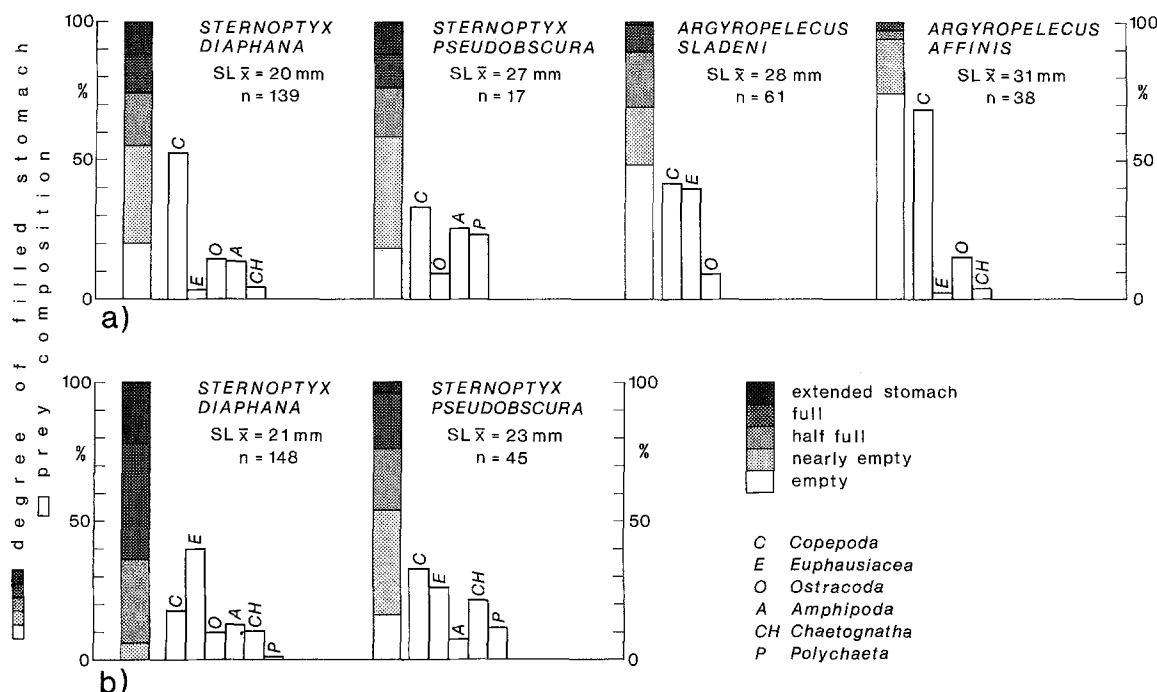 degree of filled stomach
prey composition
100
%
50
0
STERNOPTYX
DIAPHANA
SL x̄ = 20 mm
n = 139
C
E
O
A
CH
STERNOPTYX
PSEUDOBSCURA
SL x̄ = 27 mm
n = 17
C
O
A
P
ARGYROPELECUS
SLADENI
SL x̄ = 28 mm
n = 61
C
E
O
ARGYROPELECUS
AFFINIS
SL x̄ = 31 mm
n = 38
C
E
O
CH
100
%
50
0
a)
100
%
50
0
STERNOPTYX
DIAPHANA
SL x̄ = 21 mm
n = 148
C
E
O
A
CH
P
STERNOPTYX
PSEUDOBSCURA
SL x̄ = 23 mm
n = 45
C
E
A
CH
P
100
%
50
0
b)
extended stomach
full
half full
nearly empty
empty
C Copepoda
E Euphausiacea
O Ostracoda
A Amphipoda
CH Chaetognatha
P Polychaeta